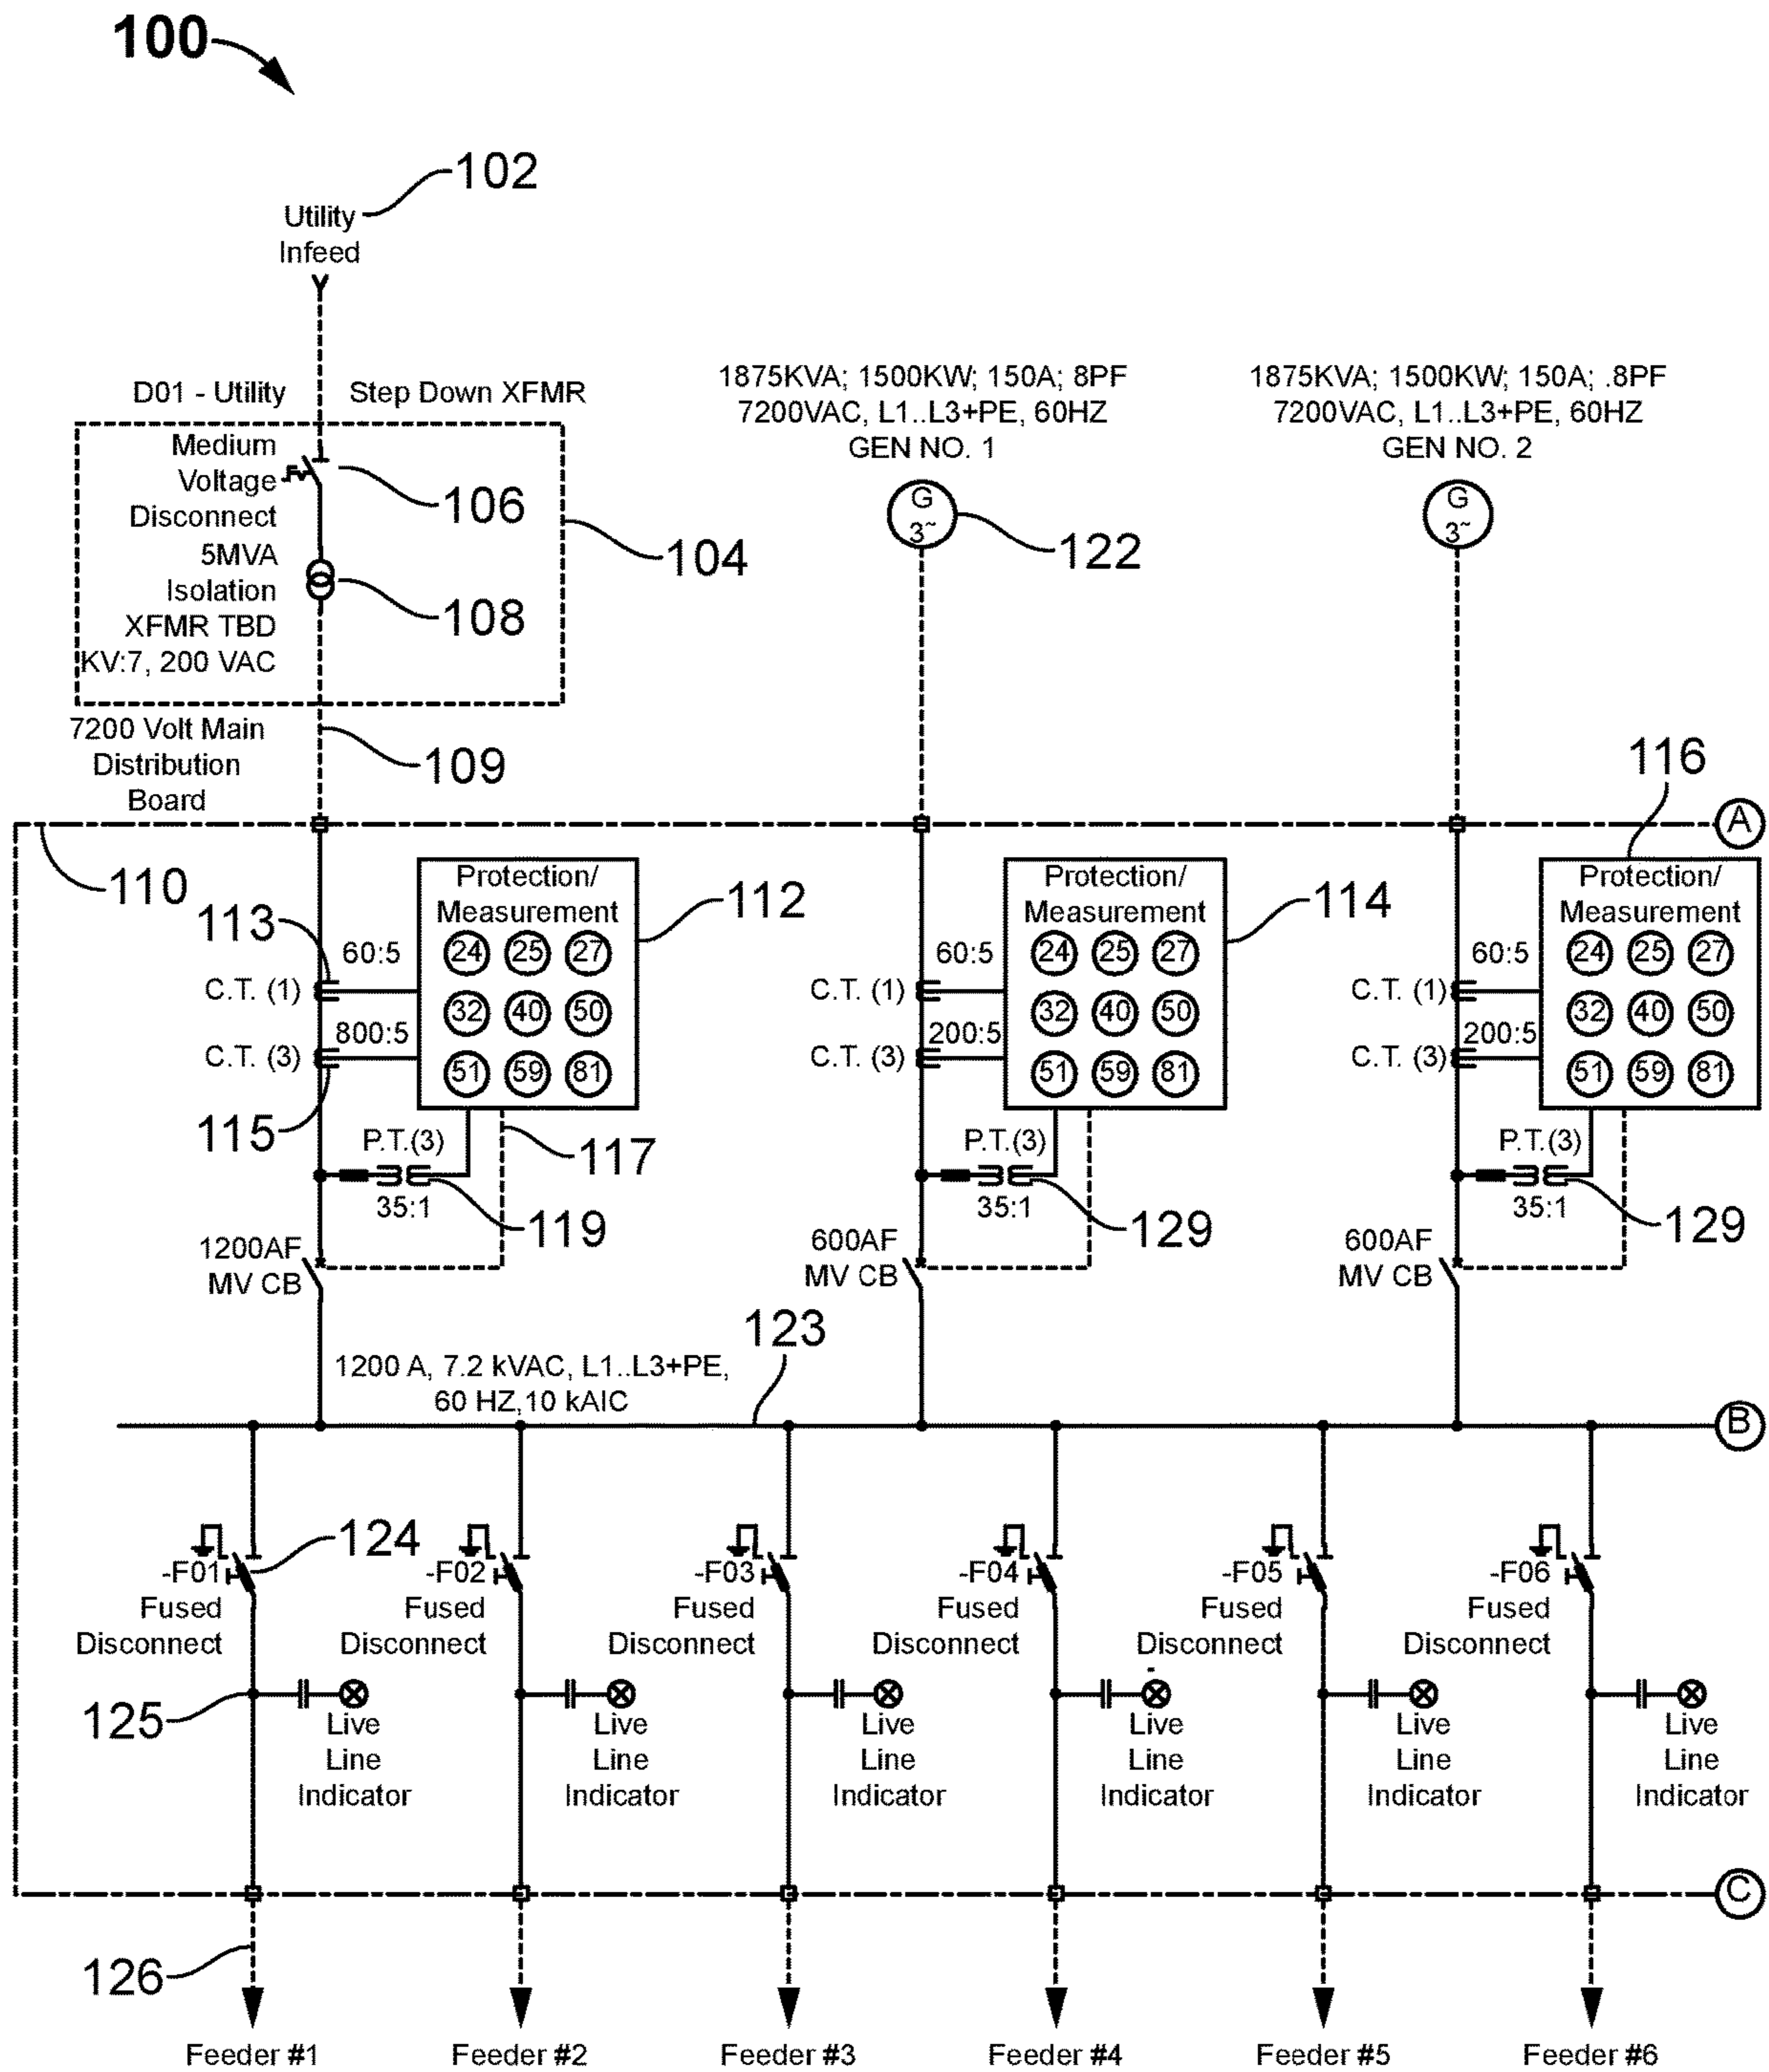 100
102
Utility
Infeed
D01 - Utility
Step Down XFMR
Medium
Voltage
Disconnect
5MVA
Isolation
XFMR TBD
KV:7, 200 VAC
106
104
108
1875KVA; 1500KW; 150A; 8PF
7200VAC, L1..L3+PE, 60HZ
GEN NO. 1
G
3~
122
1875KVA; 1500KW; 150A; .8PF
7200VAC, L1..L3+PE, 60HZ
GEN NO. 2
G
3~
7200 Volt Main
Distribution
Board
109
116
A
110
113
60:5
C.T. (1)
800:5
C.T. (3)
115
Protection/
Measurement
24 25 27
32 40 50
51 59 81
112
P.T.(3)
35:1
117
119
1200AF
MV CB
60:5
C.T. (1)
200:5
C.T. (3)
Protection/
Measurement
24 25 27
32 40 50
51 59 81
114
P.T.(3)
35:1
129
600AF
MV CB
60:5
C.T. (1)
200:5
C.T. (3)
Protection/
Measurement
24 25 27
32 40 50
51 59 81
P.T.(3)
35:1
129
600AF
MV CB
123
1200 A, 7.2 kVAC, L1..L3+PE,
60 HZ,10 kAIC
B
124
-F01
Fused
Disconnect
-F02
Fused
Disconnect
-F03
Fused
Disconnect
-F04
Fused
Disconnect
-F05
Fused
Disconnect
-F06
Fused
Disconnect
125
Live
Line
Indicator
Live
Line
Indicator
Live
Line
Indicator
Live
Line
Indicator
Live
Line
Indicator
Live
Line
Indicator
C
126
Feeder #1
Feeder #2
Feeder #3
Feeder #4
Feeder #5
Feeder #6